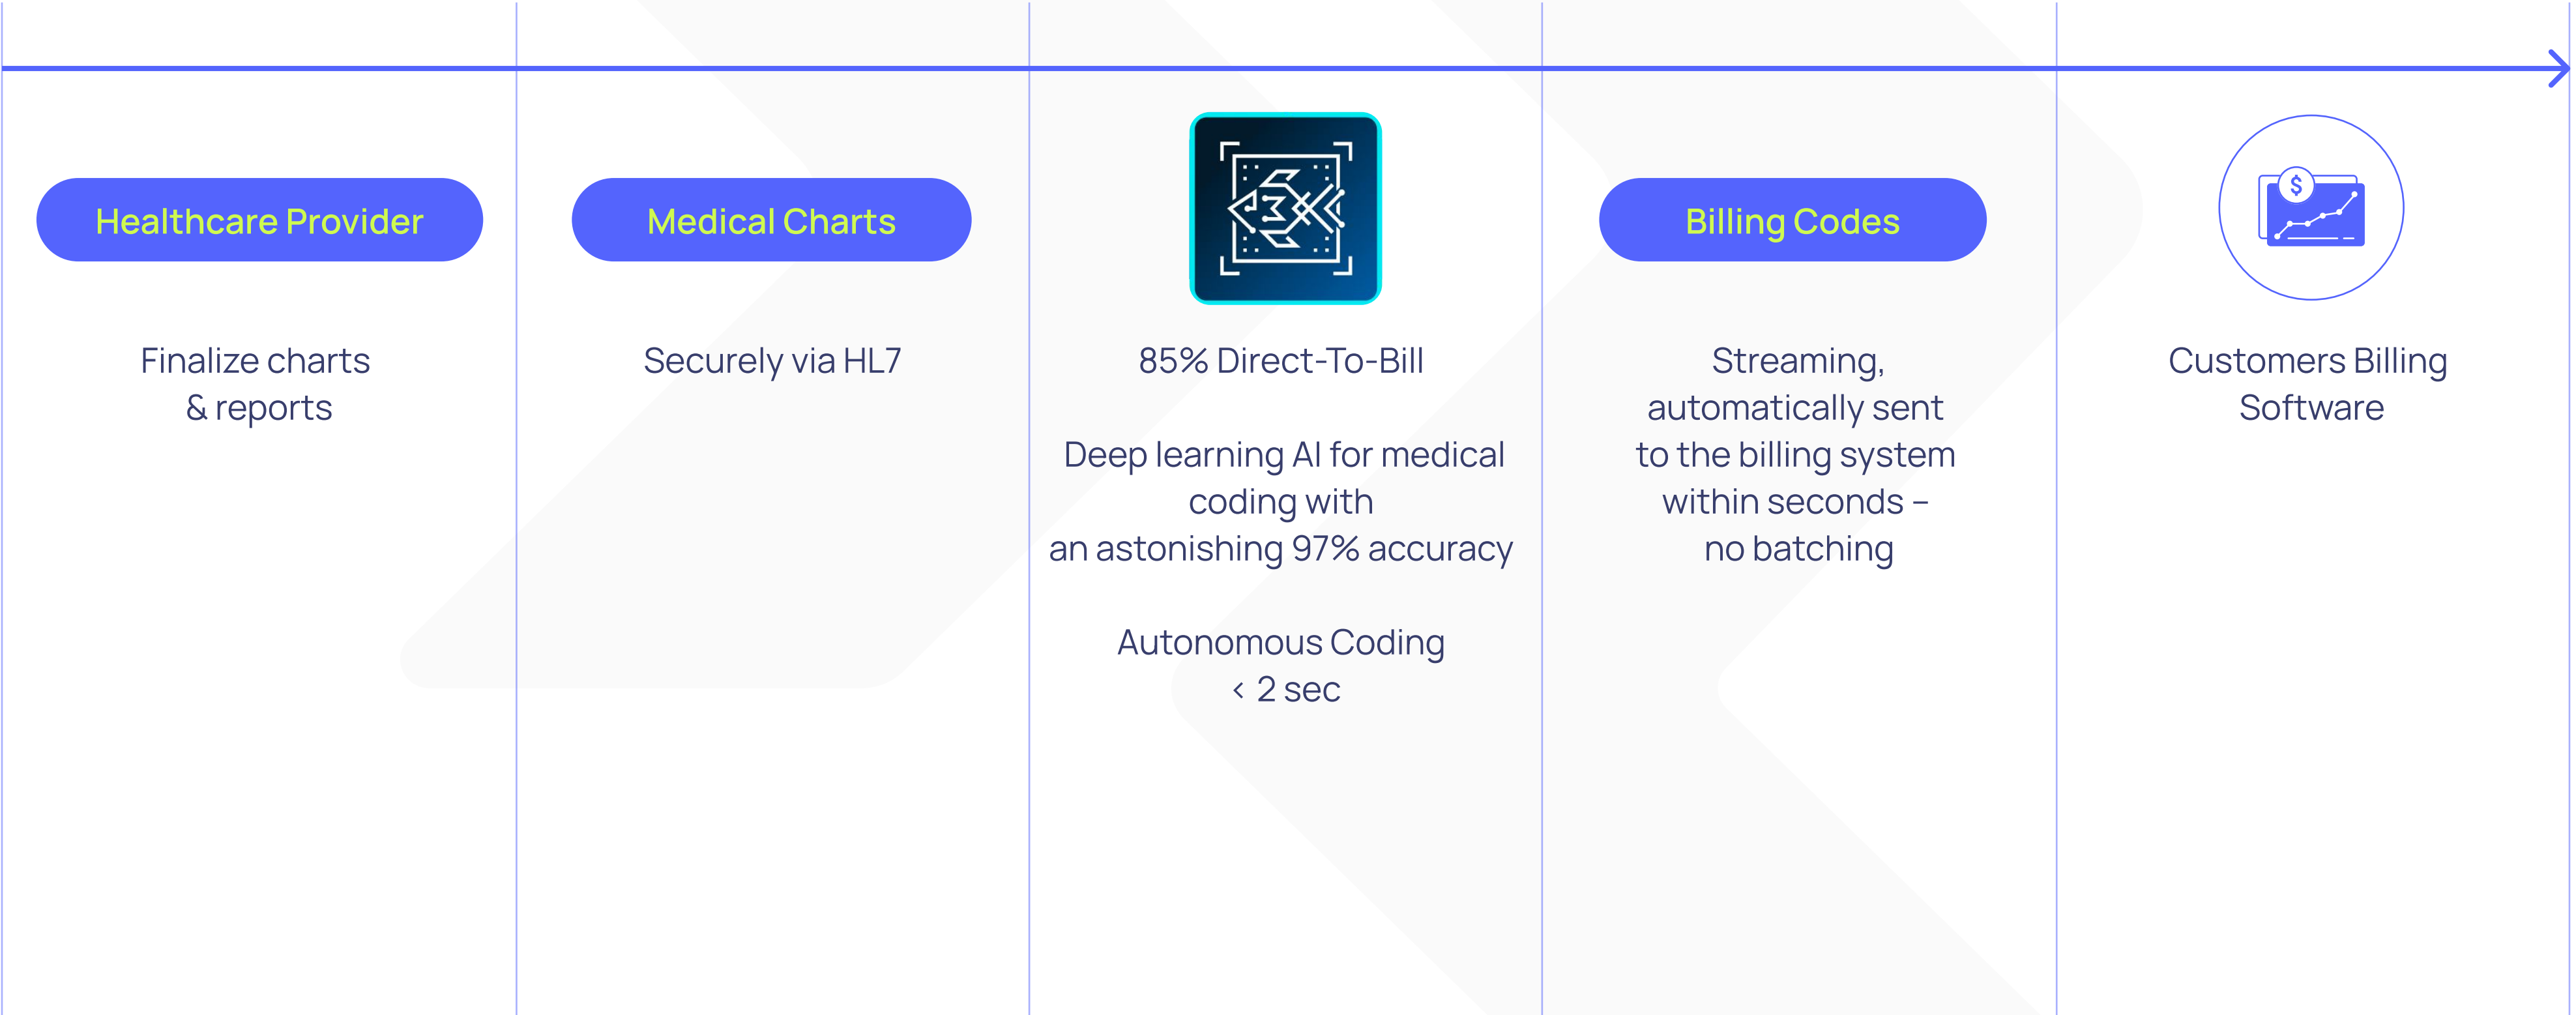 Healthcare Provider
Finalize charts
& reports
Medical Charts
Securely via HL7
85% Direct-To-Bill
Deep learning AI for medical
coding with
an astonishing 97% accuracy
Autonomous Coding
< 2 sec
Billing Codes
Streaming,
automatically sent
to the billing system
within seconds –
no batching
$
Customers Billing
Software